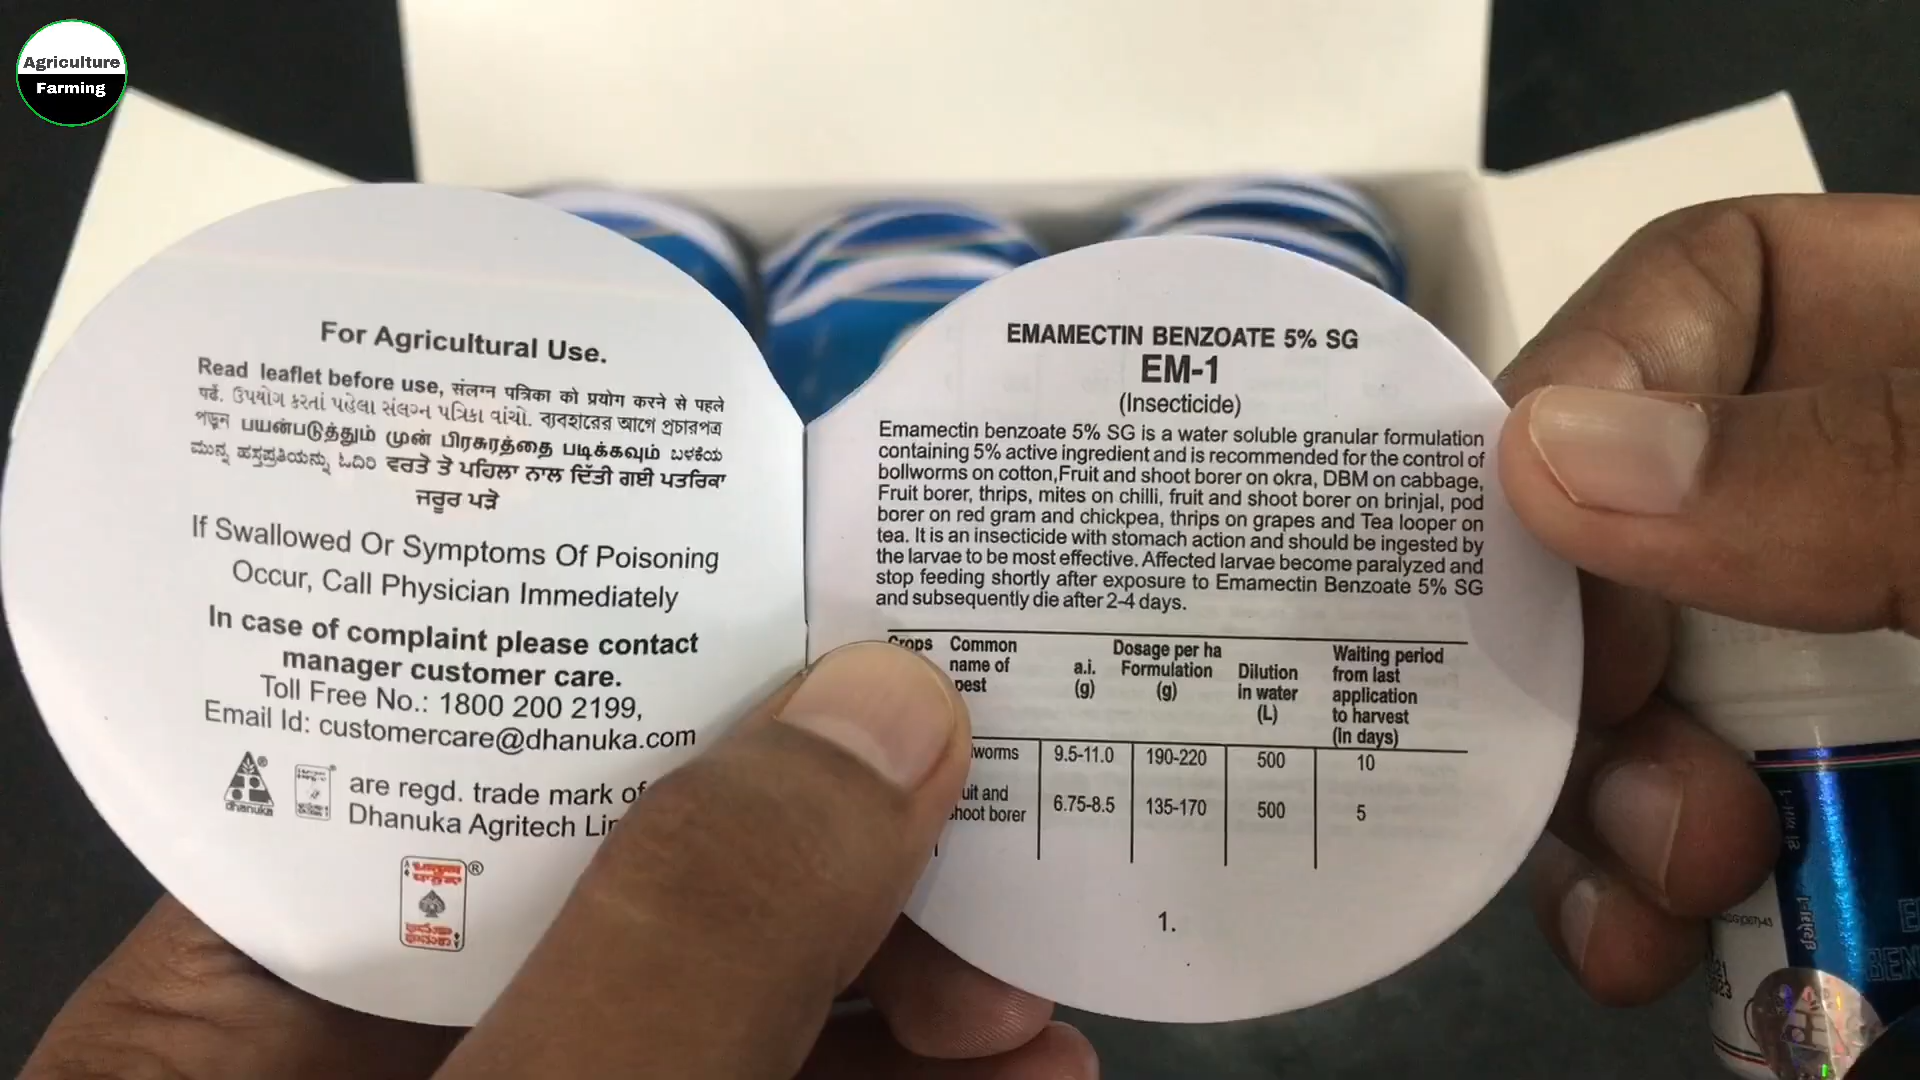 Agriculture
Farming
For Agricultural Use.
Read leaflet before use, संलग्न पत्रिका को प्रयोग करने से पहले
पढें. ઉપયોગ કરતાં પહેલા સંલગ્ન પત્રિકા વાંચો. ব্যবহারের আগে প্রচারপত্র
পড়ুন பயன்படுத்தும் முன் பிரசுரத்தை படிக்கவும் ಬಳಕೆಯ
ಮುನ್ನ ಹಸ್ತಪ್ರತಿಯನ್ನು ಓದಿರಿ ਵਰਤੋ ਤੋ ਪਹਿਲਾ ਨਾਲ ਦਿੱਤੀ ਗਈ ਪਤਰਿਕਾ
ਜਰੂਰ ਪੜੋ
If Swallowed Or Symptoms Of Poisoning
Occur, Call Physician Immediately
In case of complaint please contact
manager customer care.
Toll Free No.: 1800 200 2199,
Email Id: customercare@dhanuka.com
dhanuka
are regd. trade mark of
Dhanuka Agritech
EMAMECTIN BENZOATE 5% SG
EM-1
(Insecticide)
Emamectin benzoate 5% SG is a water soluble granular formulation
containing 5% active ingredient and is recommended for the control of
bollworms on cotton,Fruit and shoot borer on okra, DBM on cabbage,
Fruit borer, thrips, mites on chilli, fruit and shoot borer on brinjal, pod
borer on red gram and chickpea, thrips on grapes and Tea looper on
tea. It is an insecticide with stomach action and should be ingested by
the larvae to be most effective. Affected larvae become paralyzed and
stop feeding shortly after exposure to Emamectin Benzoate 5% SG
and subsequently die after 2-4 days.
Crops Common name of pest a.i. (g) Dosage per ha Formulation (g) Dilution in water (L) Waiting period from last application to harvest (In days)
lworms 9.5-11.0 190-220 500 10
uit and shoot borer 6.75-8.5 135-170 500 5
1.